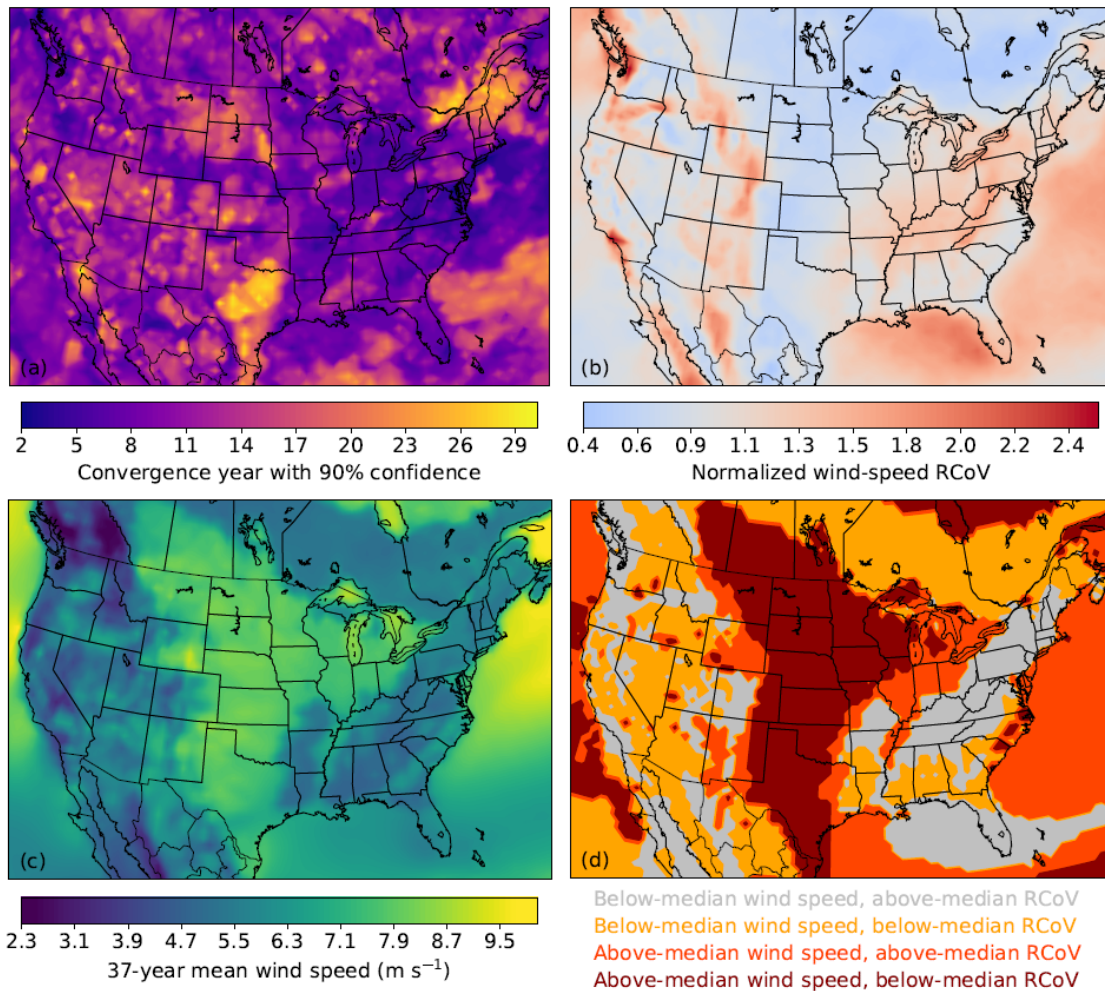 (a)
(b)
2 5 8 11 14 17 20 23 26 29
Convergence year with 90% confidence
0.4 0.6 0.9 1.1 1.3 1.5 1.8 2.0 2.2 2.4
Normalized wind-speed RCoV
(c)
(d)
2.3 3.1 3.9 4.7 5.5 6.3 7.1 7.9 8.7 9.5
37-year mean wind speed (m s⁻¹)
Below-median wind speed, above-median RCoV
Below-median wind speed, below-median RCoV
Above-median wind speed, above-median RCoV
Above-median wind speed, below-median RCoV